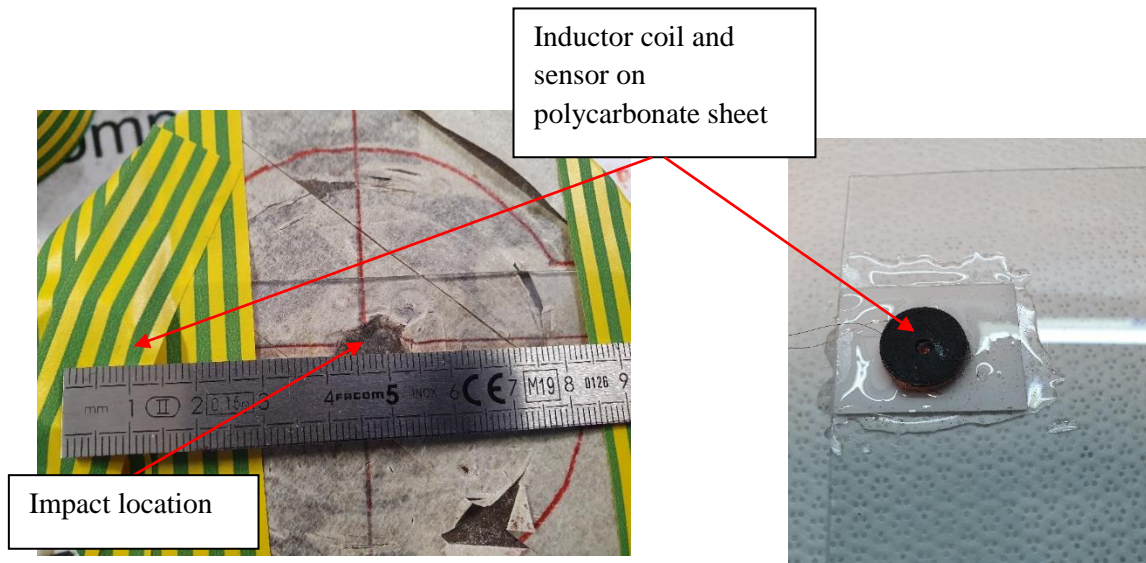 Inductor coil and
sensor on
polycarbonate sheet
omp
mm 1 II 2 0.15 3 4 FACOM 5 INOX 6 CE 7 M19 8 0126 9
Impact location